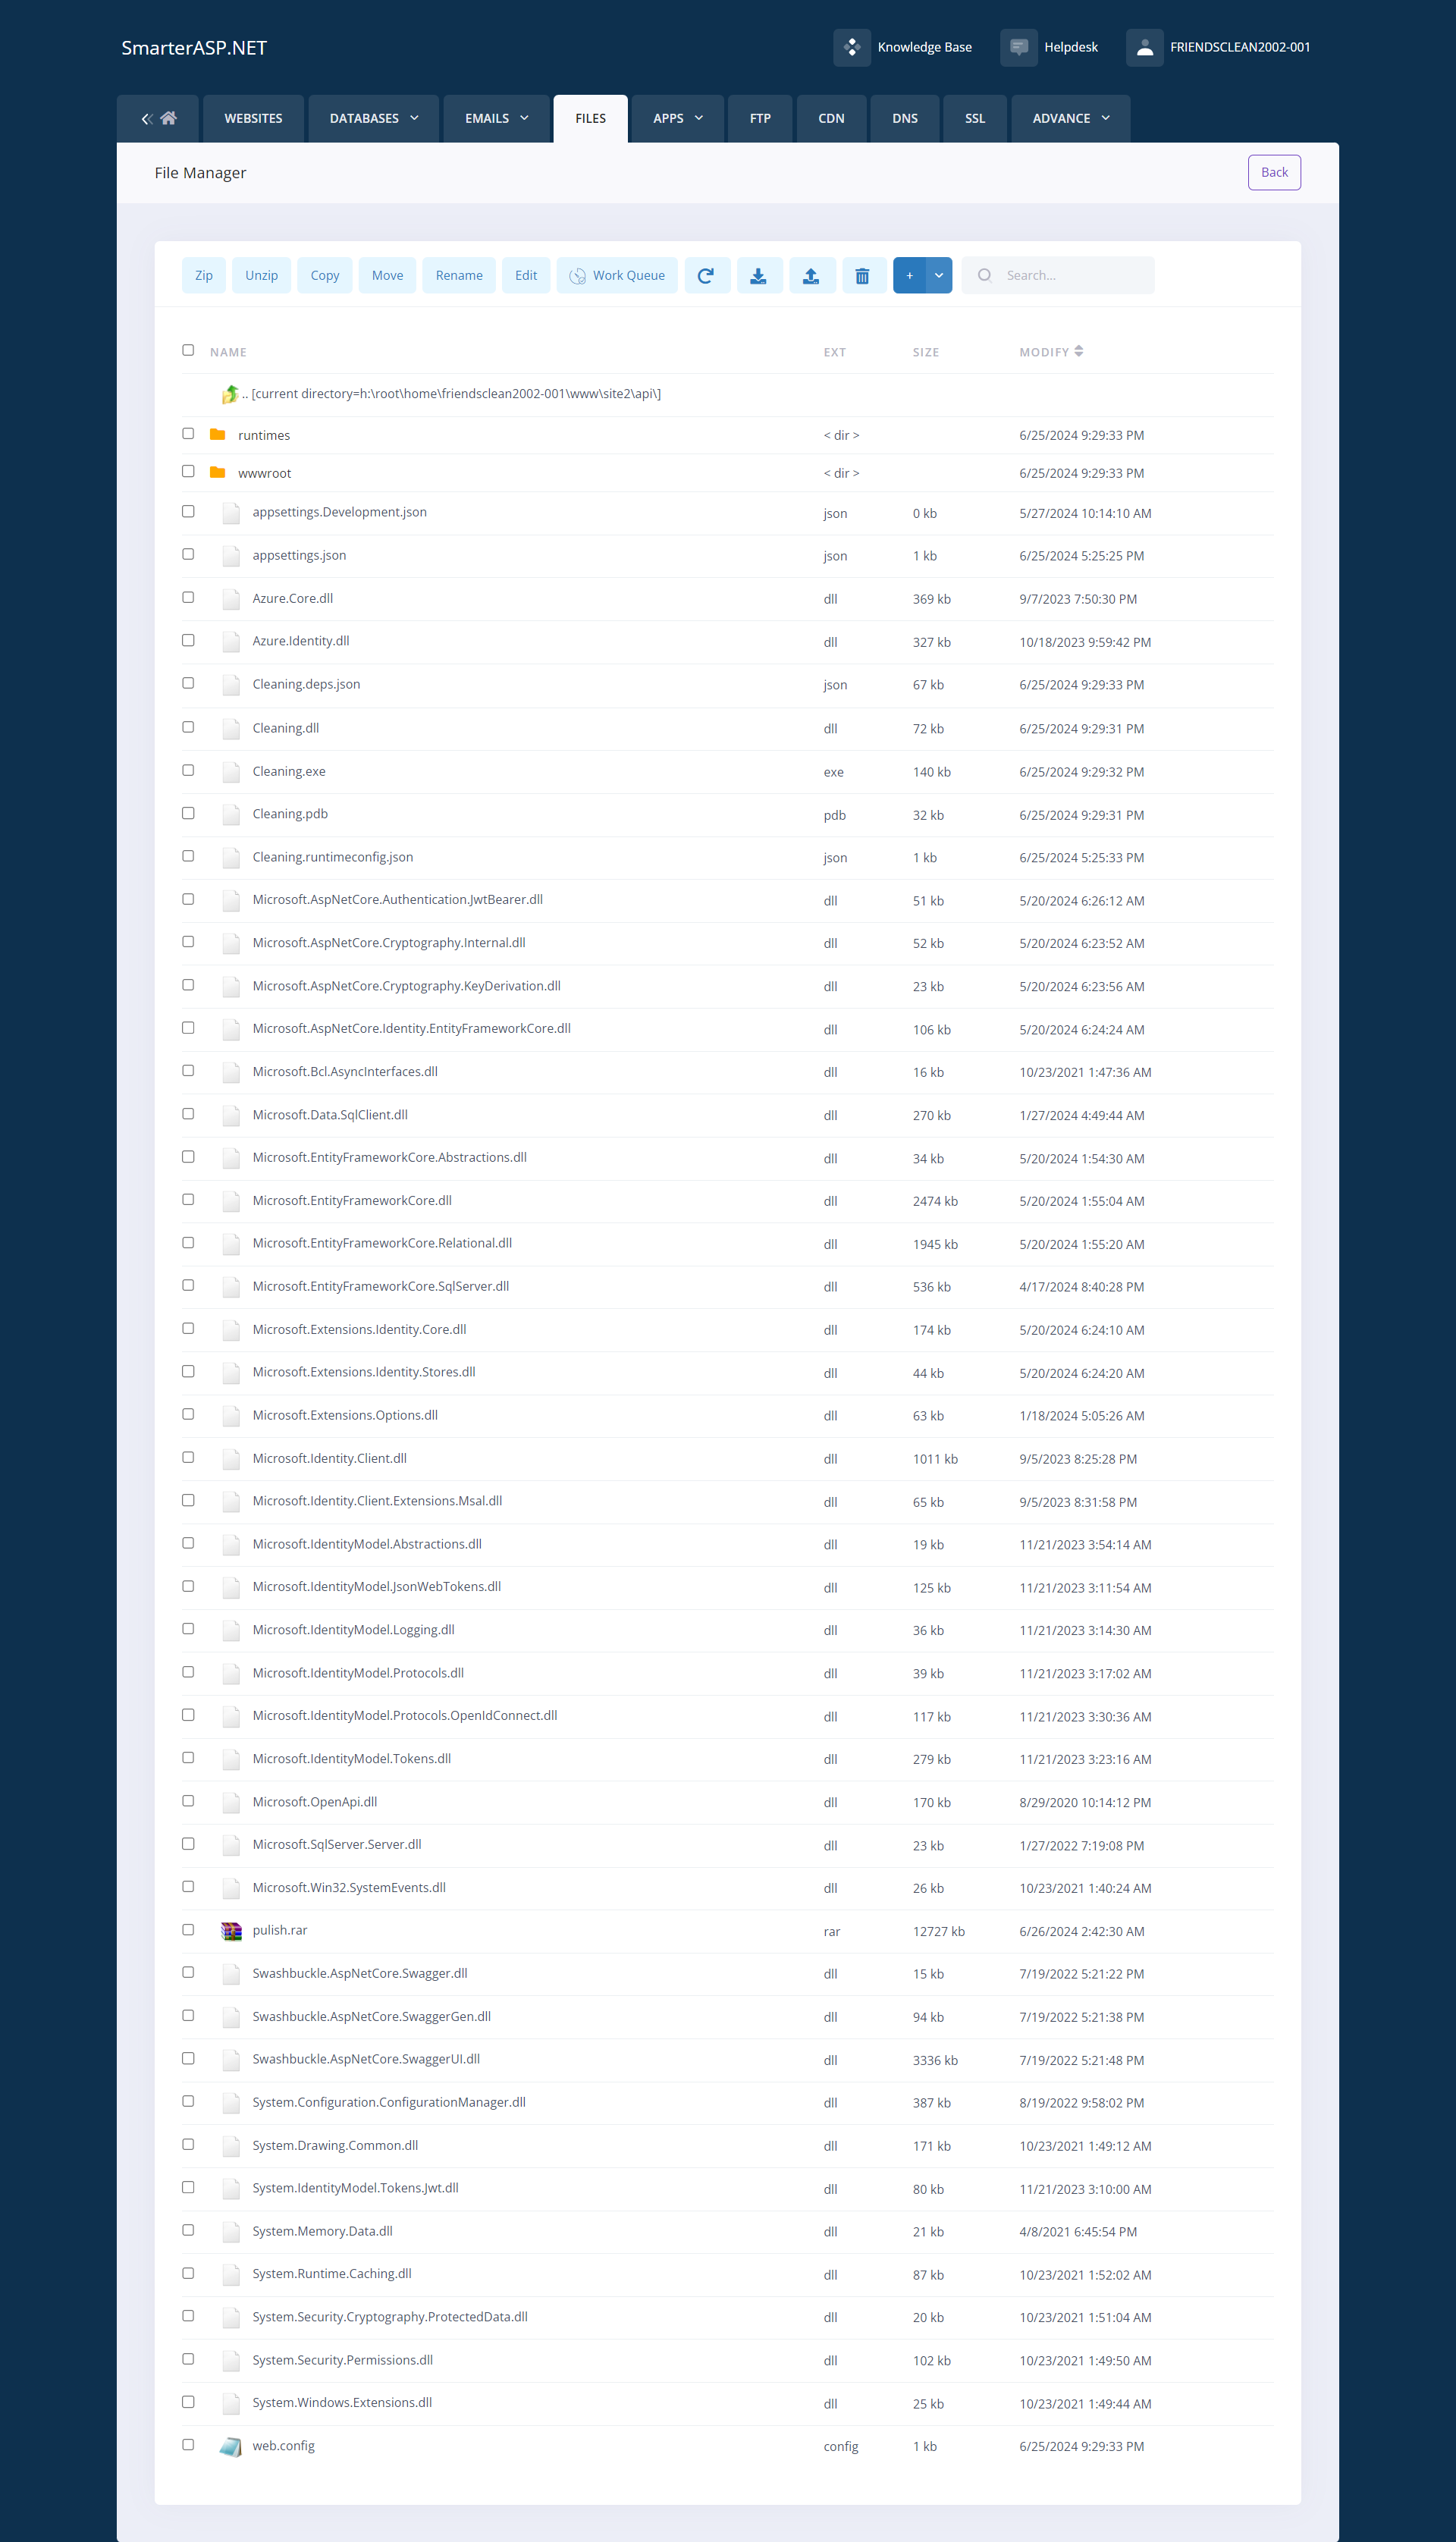 SmarterASP.NET Knowledge Base Helpdesk FRIENDSCLEAN2002-001
WEBSITES DATABASES EMAILS FILES APPS FTP CDN DNS SSL ADVANCE
File Manager Back
Zip Unzip Copy Move Rename Edit Work Queue + Search...
NAME EXT SIZE MODIFY
.. [current directory=h:\root\home\friendsclean2002-001\www\site2\api\]
runtimes < dir > 6/25/2024 9:29:33 PM
wwwroot < dir > 6/25/2024 9:29:33 PM
appsettings.Development.json json 0 kb 5/27/2024 10:14:10 AM
appsettings.json json 1 kb 6/25/2024 5:25:25 PM
Azure.Core.dll dll 369 kb 9/7/2023 7:50:30 PM
Azure.Identity.dll dll 327 kb 10/18/2023 9:59:42 PM
Cleaning.deps.json json 67 kb 6/25/2024 9:29:33 PM
Cleaning.dll dll 72 kb 6/25/2024 9:29:31 PM
Cleaning.exe exe 140 kb 6/25/2024 9:29:32 PM
Cleaning.pdb pdb 32 kb 6/25/2024 9:29:31 PM
Cleaning.runtimeconfig.json json 1 kb 6/25/2024 5:25:33 PM
Microsoft.AspNetCore.Authentication.JwtBearer.dll dll 51 kb 5/20/2024 6:26:12 AM
Microsoft.AspNetCore.Cryptography.Internal.dll dll 52 kb 5/20/2024 6:23:52 AM
Microsoft.AspNetCore.Cryptography.KeyDerivation.dll dll 23 kb 5/20/2024 6:23:56 AM
Microsoft.AspNetCore.Identity.EntityFrameworkCore.dll dll 106 kb 5/20/2024 6:24:24 AM
Microsoft.Bcl.AsyncInterfaces.dll dll 16 kb 10/23/2021 1:47:36 AM
Microsoft.Data.SqlClient.dll dll 270 kb 1/27/2024 4:49:44 AM
Microsoft.EntityFrameworkCore.Abstractions.dll dll 34 kb 5/20/2024 1:54:30 AM
Microsoft.EntityFrameworkCore.dll dll 2474 kb 5/20/2024 1:55:04 AM
Microsoft.EntityFrameworkCore.Relational.dll dll 1945 kb 5/20/2024 1:55:20 AM
Microsoft.EntityFrameworkCore.SqlServer.dll dll 536 kb 4/17/2024 8:40:28 PM
Microsoft.Extensions.Identity.Core.dll dll 174 kb 5/20/2024 6:24:10 AM
Microsoft.Extensions.Identity.Stores.dll dll 44 kb 5/20/2024 6:24:20 AM
Microsoft.Extensions.Options.dll dll 63 kb 1/18/2024 5:05:26 AM
Microsoft.Identity.Client.dll dll 1011 kb 9/5/2023 8:25:28 PM
Microsoft.Identity.Client.Extensions.Msal.dll dll 65 kb 9/5/2023 8:31:58 PM
Microsoft.IdentityModel.Abstractions.dll dll 19 kb 11/21/2023 3:54:14 AM
Microsoft.IdentityModel.JsonWebTokens.dll dll 125 kb 11/21/2023 3:11:54 AM
Microsoft.IdentityModel.Logging.dll dll 36 kb 11/21/2023 3:14:30 AM
Microsoft.IdentityModel.Protocols.dll dll 39 kb 11/21/2023 3:17:02 AM
Microsoft.IdentityModel.Protocols.OpenIdConnect.dll dll 117 kb 11/21/2023 3:30:36 AM
Microsoft.IdentityModel.Tokens.dll dll 279 kb 11/21/2023 3:23:16 AM
Microsoft.OpenApi.dll dll 170 kb 8/29/2020 10:14:12 PM
Microsoft.SqlServer.Server.dll dll 23 kb 1/27/2022 7:19:08 PM
Microsoft.Win32.SystemEvents.dll dll 26 kb 10/23/2021 1:40:24 AM
pulish.rar rar 12727 kb 6/26/2024 2:42:30 AM
Swashbuckle.AspNetCore.Swagger.dll dll 15 kb 7/19/2022 5:21:22 PM
Swashbuckle.AspNetCore.SwaggerGen.dll dll 94 kb 7/19/2022 5:21:38 PM
Swashbuckle.AspNetCore.SwaggerUI.dll dll 3336 kb 7/19/2022 5:21:48 PM
System.Configuration.ConfigurationManager.dll dll 387 kb 8/19/2022 9:58:02 PM
System.Drawing.Common.dll dll 171 kb 10/23/2021 1:49:12 AM
System.IdentityModel.Tokens.Jwt.dll dll 80 kb 11/21/2023 3:10:00 AM
System.Memory.Data.dll dll 21 kb 4/8/2021 6:45:54 PM
System.Runtime.Caching.dll dll 87 kb 10/23/2021 1:52:02 AM
System.Security.Cryptography.ProtectedData.dll dll 20 kb 10/23/2021 1:51:04 AM
System.Security.Permissions.dll dll 102 kb 10/23/2021 1:49:50 AM
System.Windows.Extensions.dll dll 25 kb 10/23/2021 1:49:44 AM
web.config config 1 kb 6/25/2024 9:29:33 PM